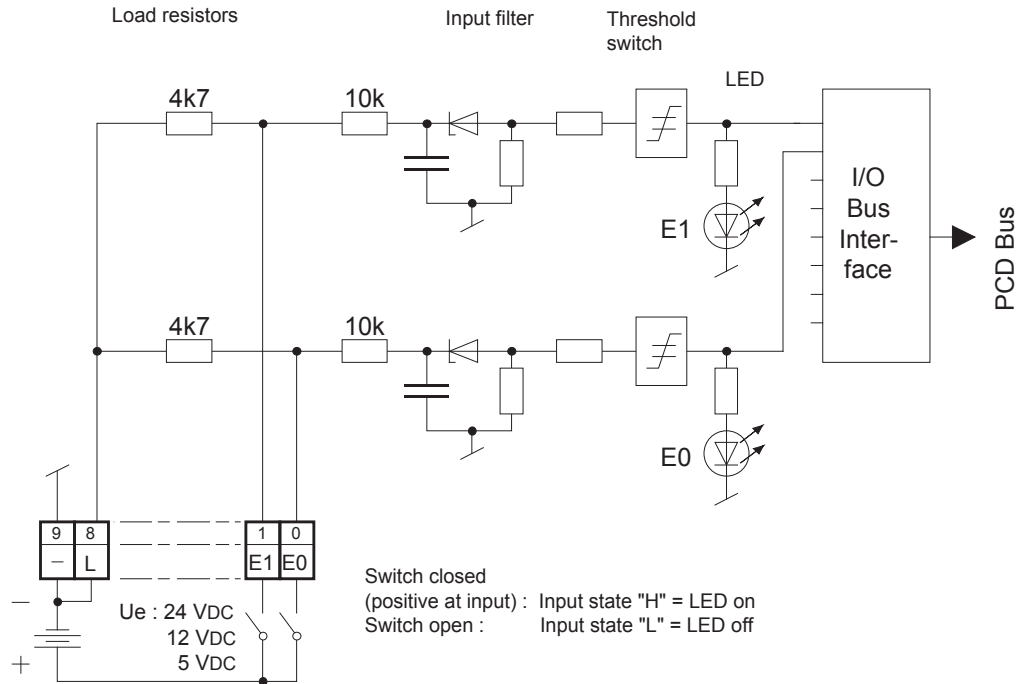 Load resistors
Input filter
Threshold
switch
LED
4k7
10k
E1
I/O
Bus
Inter-
face
PCD Bus
4k7
10k
E0
9 8 1 0
– L E1 E0
–
+
Ue : 24 VDC
12 VDC
5 VDC
Switch closed
(positive at input) : Input state "H" = LED on
Switch open : Input state "L" = LED off